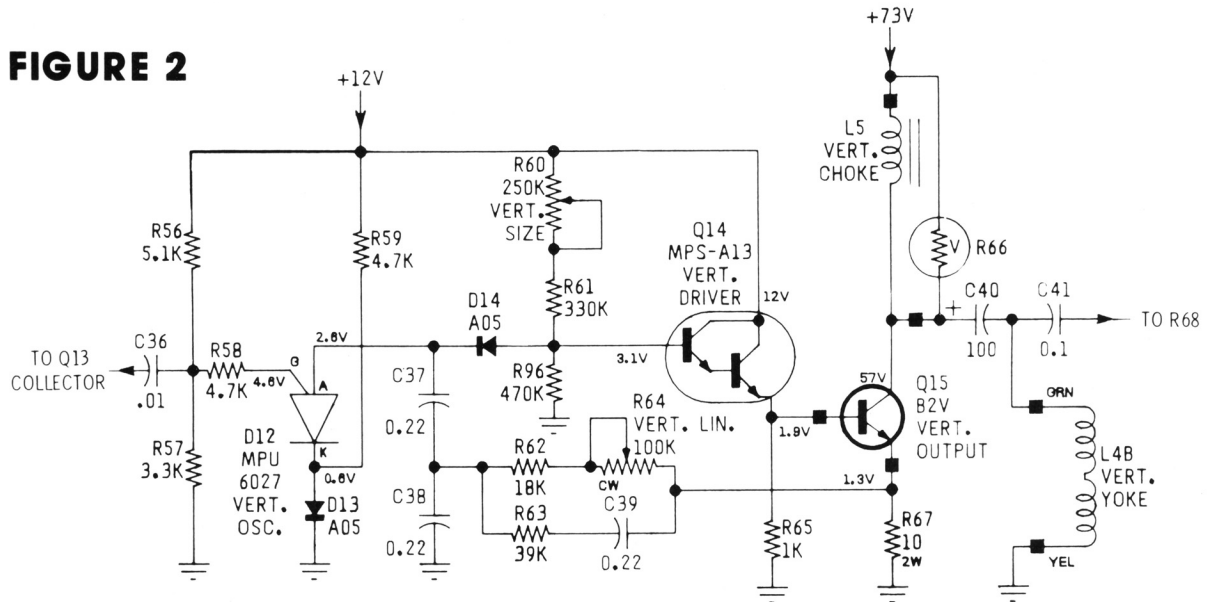 FIGURE 2
+12V
+73V
L5
VERT.
CHOKE
R60
250K
VERT.
SIZE
R56
5.1K
R59
4.7K
Q14
MPS-A13
VERT.
DRIVER
V
R66
R61
330K
D14
A05
12V
C40
+
100
C41
0.1
TO R68
C36
.01
TO Q13
COLLECTOR
R58
4.7K
4.6V
G
A
K
2.6V
3.1V
C37
0.22
R96
470K
R64
VERT. LIN.
100K
CW
57V
Q15
B2V
VERT.
OUTPUT
1.9V
GRN
D12
MPU
6027
VERT.
OSC.
R57
3.3K
0.6V
D13
A05
C38
0.22
R62
18K
R63
39K
C39
0.22
1.3V
R65
1K
R67
10
2W
L4B
VERT.
YOKE
YEL